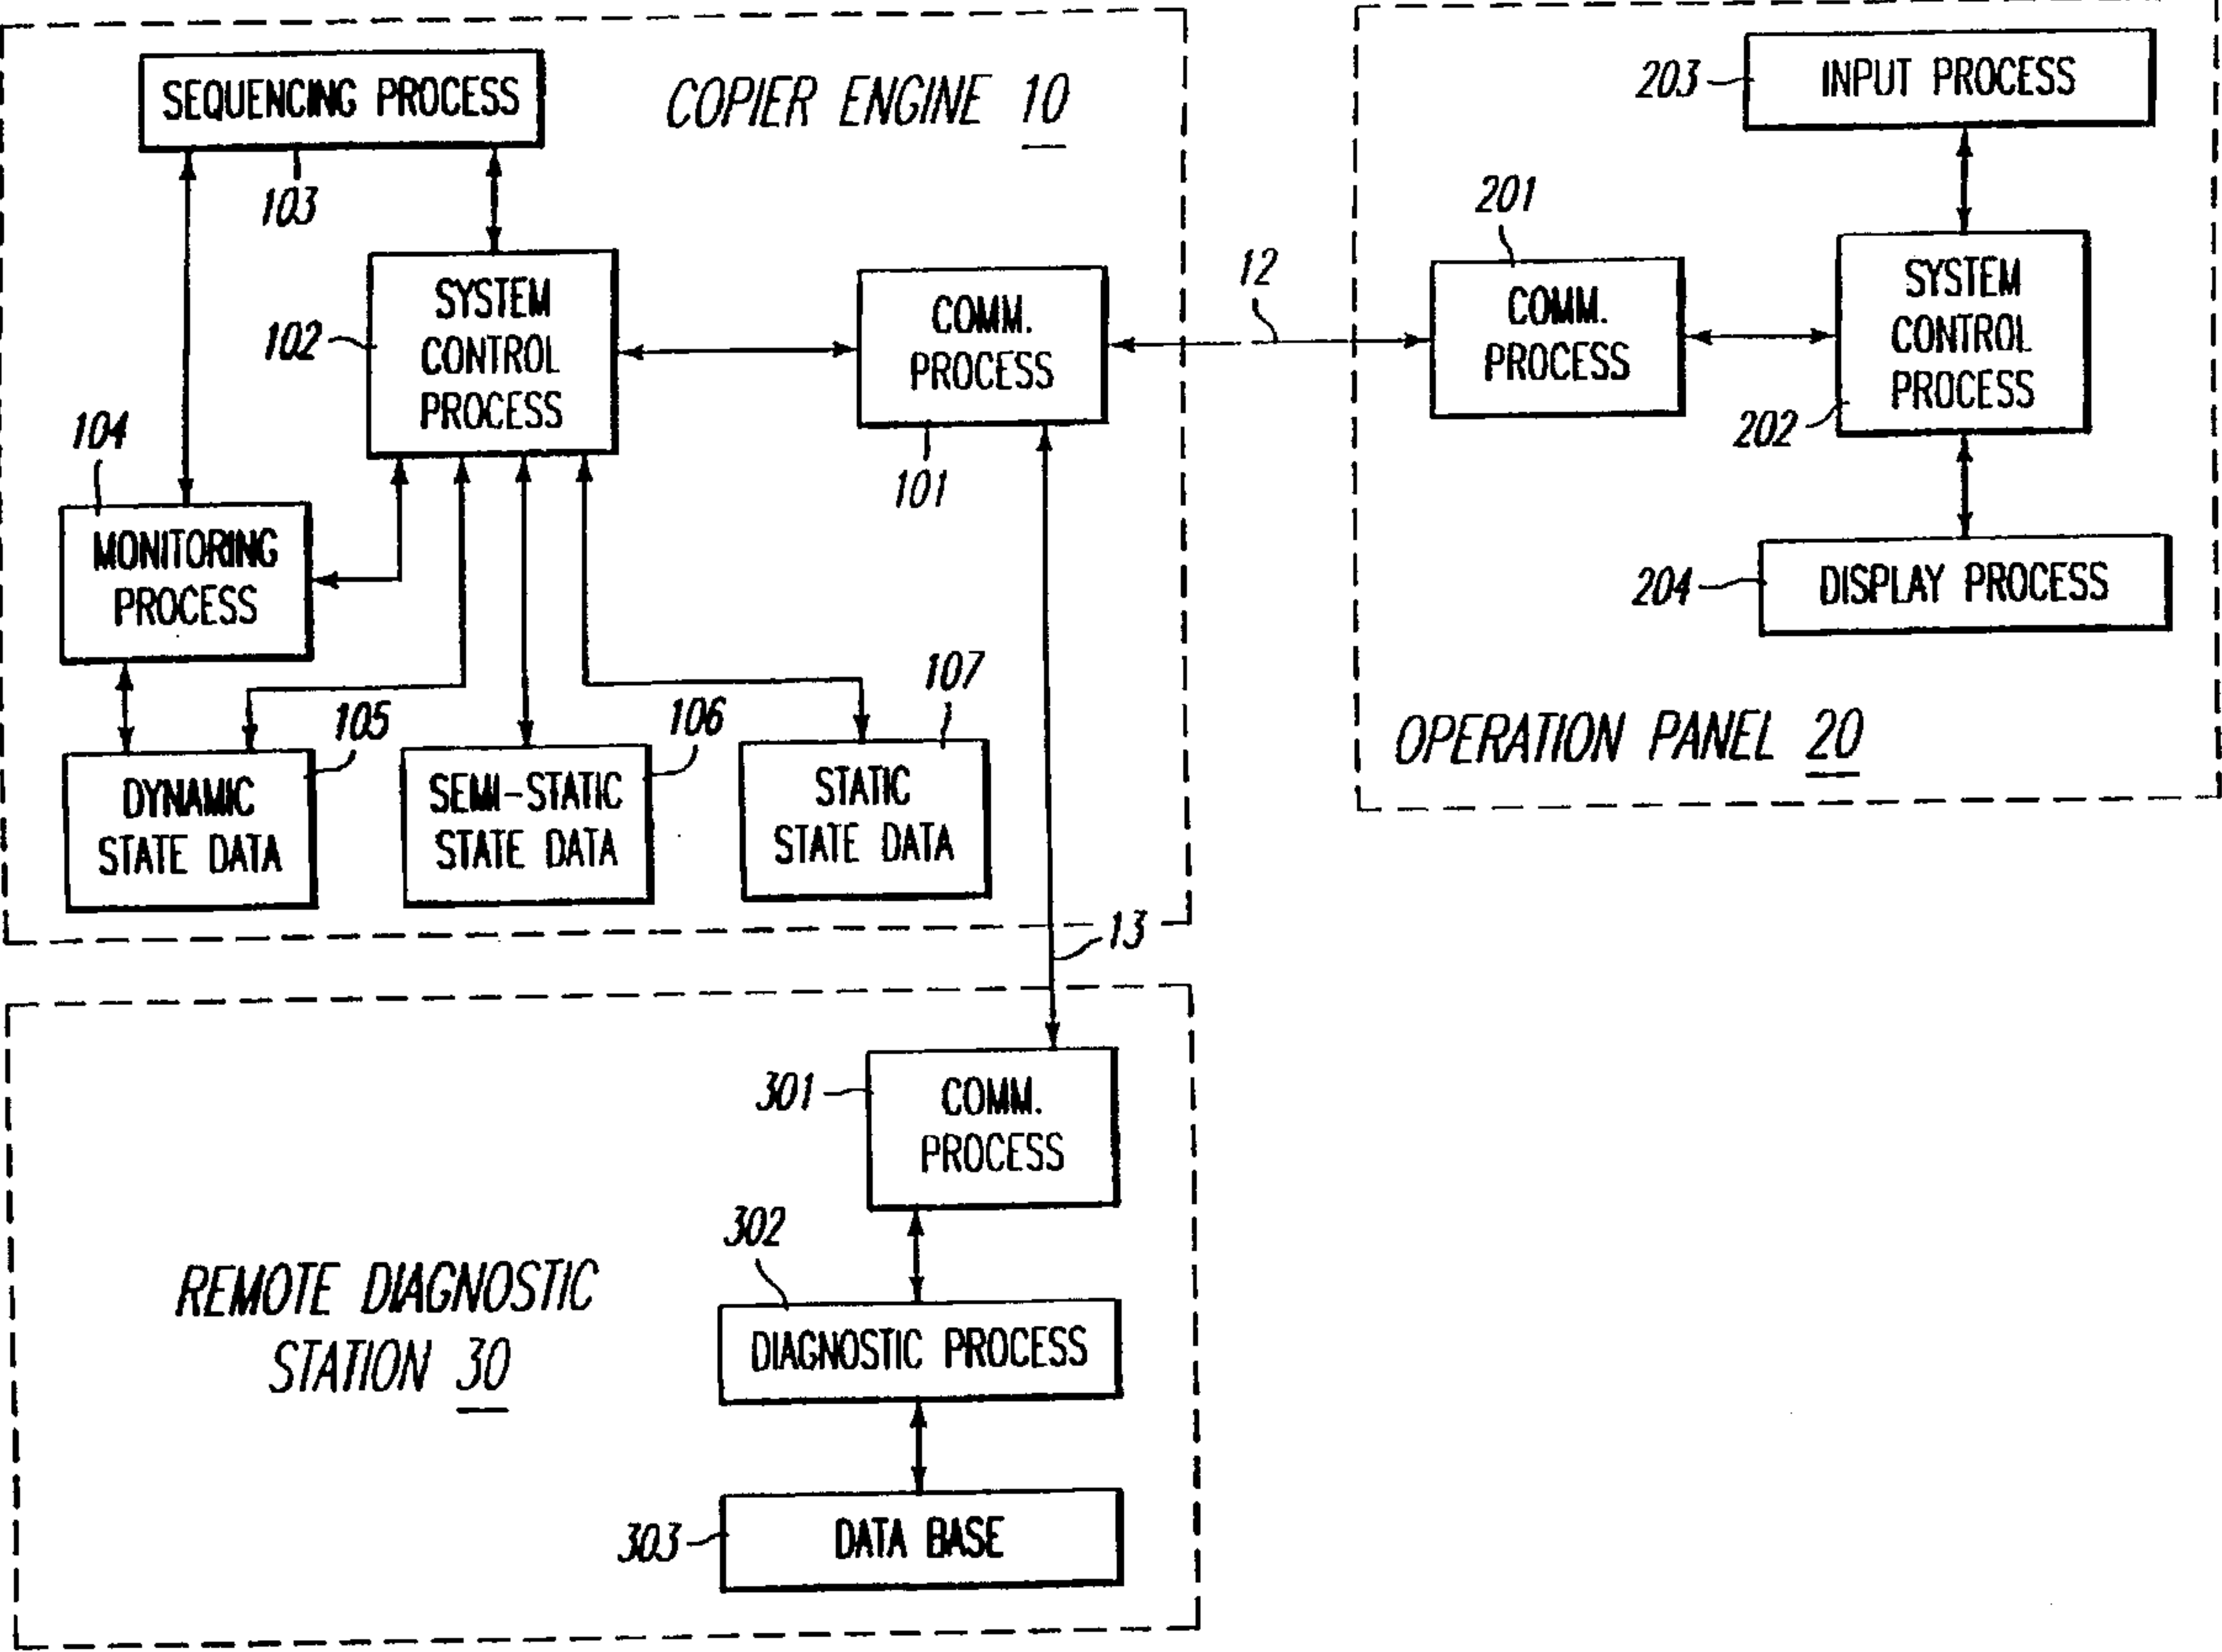 SEQUENCING PROCESS
103
COPIER ENGINE 10
SYSTEM
CONTROL
PROCESS
102
COMM.
PROCESS
101
104
MONITORING
PROCESS
105
DYNAMIC
STATE DATA
106
SEMI-STATIC
STATE DATA
107
STATIC
STATE DATA
12
13
203
INPUT PROCESS
201
COMM.
PROCESS
SYSTEM
CONTROL
PROCESS
202
204
DISPLAY PROCESS
OPERATION PANEL 20
301
COMM.
PROCESS
302
DIAGNOSTIC PROCESS
REMOTE DIAGNOSTIC
STATION 30
303
DATA BASE